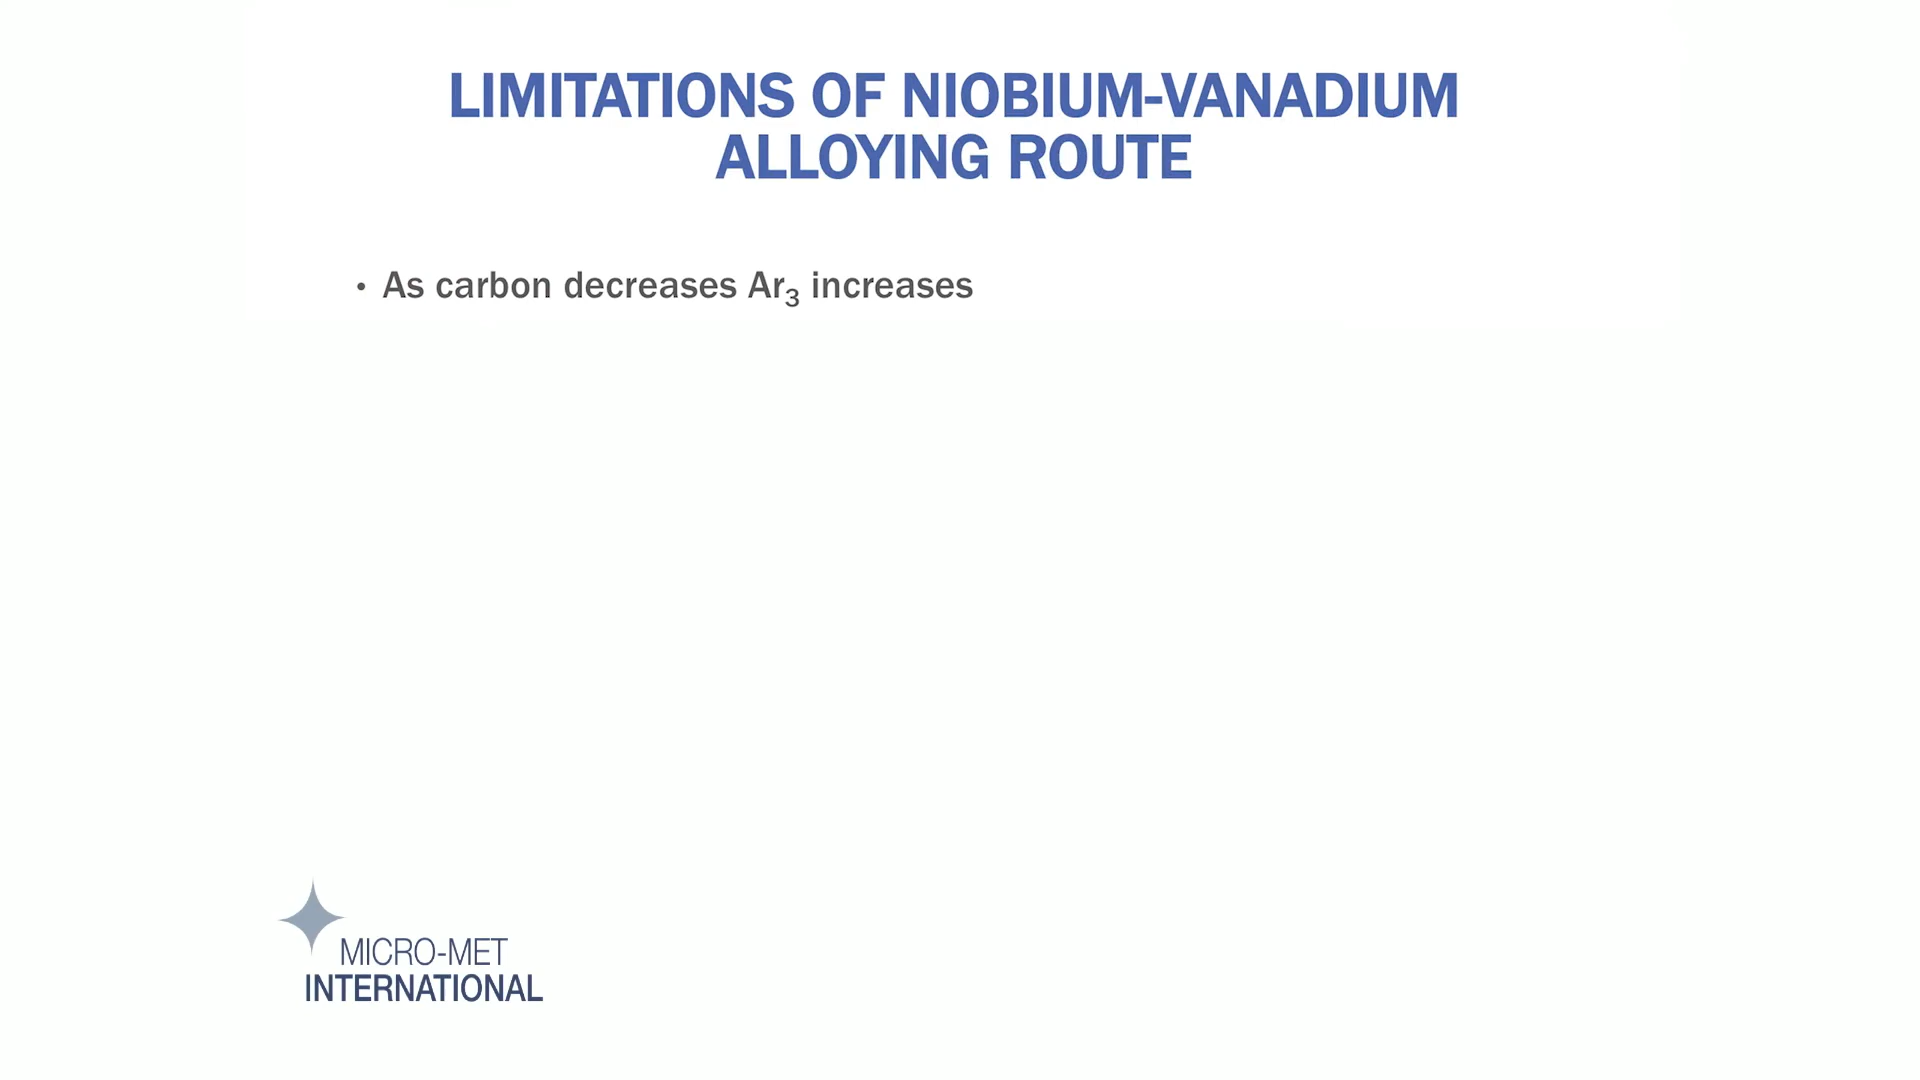 LIMITATIONS OF NIOBIUM-VANADIUM
ALLOYING ROUTE
• As carbon decreases Ar₃ increases
MICRO-MET
INTERNATIONAL